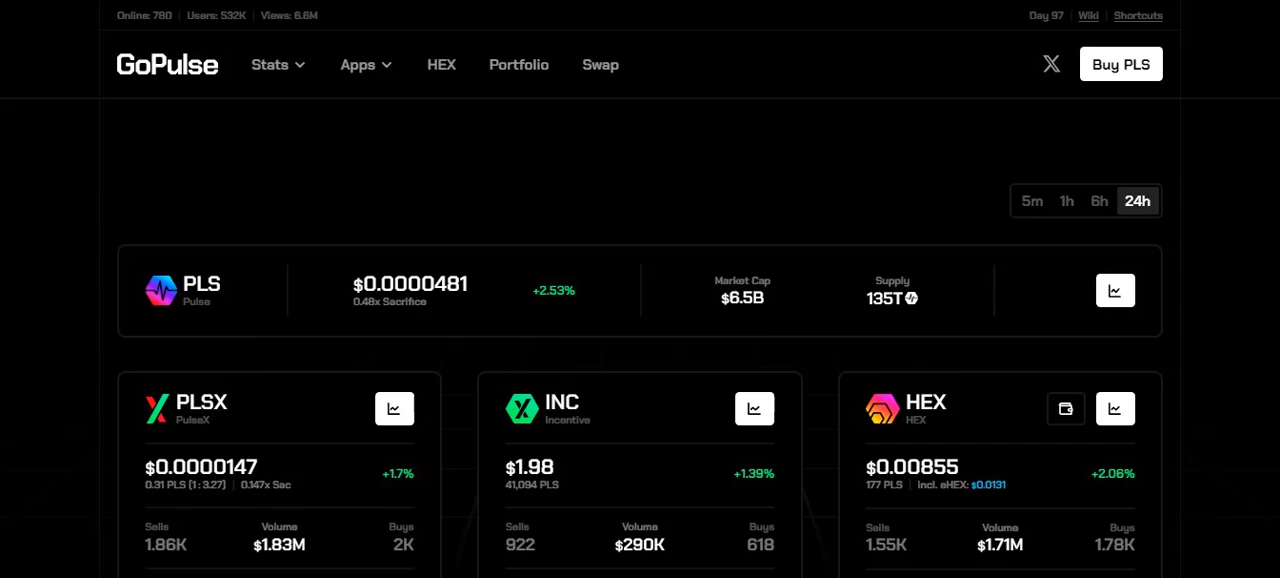 Online: 780 | Users: 532K | Views: 6.6M
Day 97 | Wiki | Shortcuts
GoPulse Stats Apps HEX Portfolio Swap Buy PLS
5m 1h 6h 24h
PLS
Pulse
$0.0000481
0.48x Sacrifice
+2.53%
Market Cap
$6.5B
Supply
135T
PLSX
PulseX
$0.0000147
0.31 PLS [1 : 3.27] | 0.147x Sac
+1.7%
Sells Volume Buys
1.86K $1.83M 2K
INC
Incentive
$1.98
41,094 PLS
+1.39%
Sells Volume Buys
922 $290K 618
HEX
HEX
$0.00855
177 PLS | incl. eHEX: $0.0131
+2.06%
Sells Volume Buys
1.55K $1.71M 1.78K